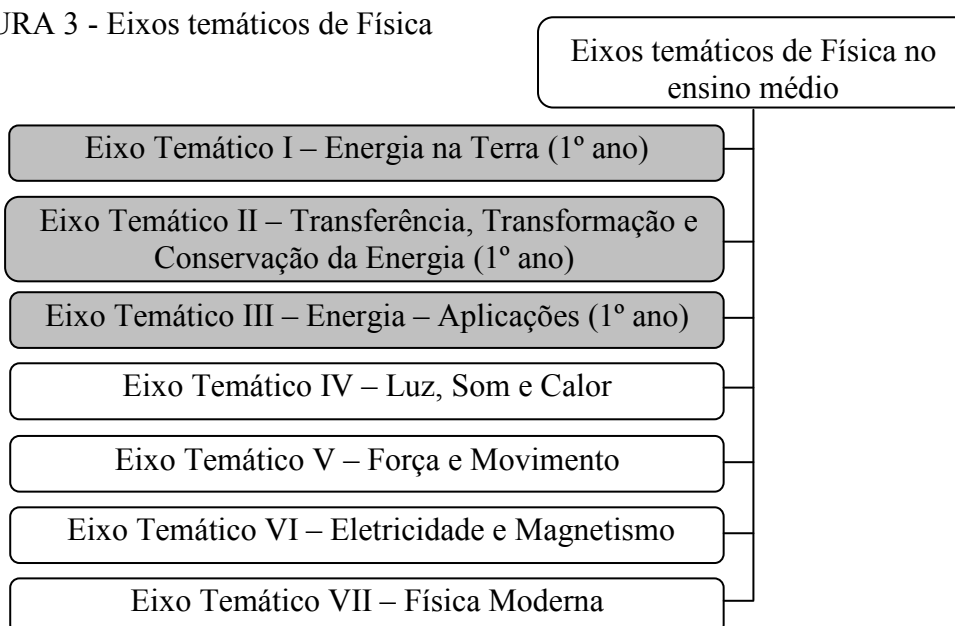 URA 3 - Eixos temáticos de Física
Eixos temáticos de Física no
ensino médio
Eixo Temático I – Energia na Terra (1º ano)
Eixo Temático II – Transferência, Transformação e
Conservação da Energia (1º ano)
Eixo Temático III – Energia – Aplicações (1º ano)
Eixo Temático IV – Luz, Som e Calor
Eixo Temático V – Força e Movimento
Eixo Temático VI – Eletricidade e Magnetismo
Eixo Temático VII – Física Moderna